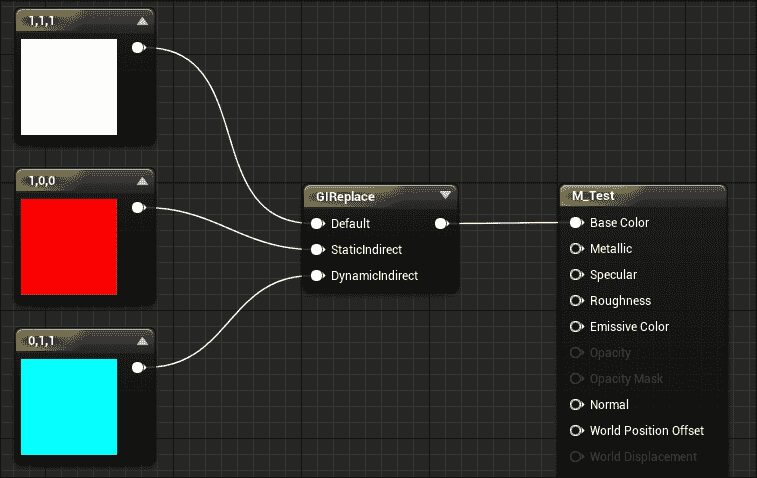 1,1,1
1,0,0
0,1,1
GIReplace
Default
StaticIndirect
DynamicIndirect
M_Test
Base Color
Metallic
Specular
Roughness
Emissive Color
Opacity
Opacity Mask
Normal
World Position Offset
World Displacement